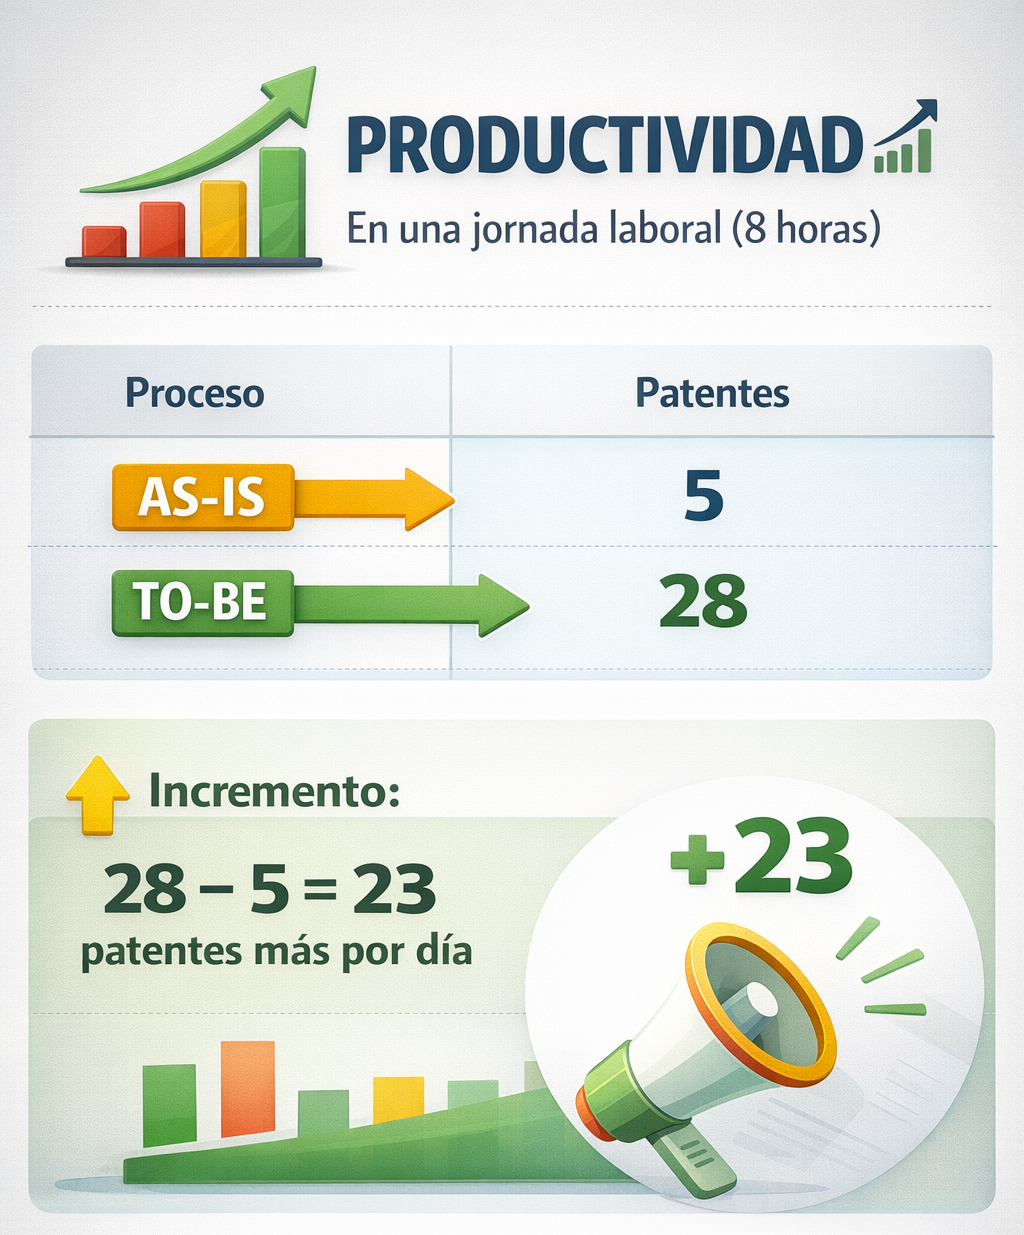 PRODUCTIVIDAD
En una jornada laboral (8 horas)
Proceso Patentes
AS-IS 5
TO-BE 28
Incremento:
28 – 5 = 23
patentes más por día
+23